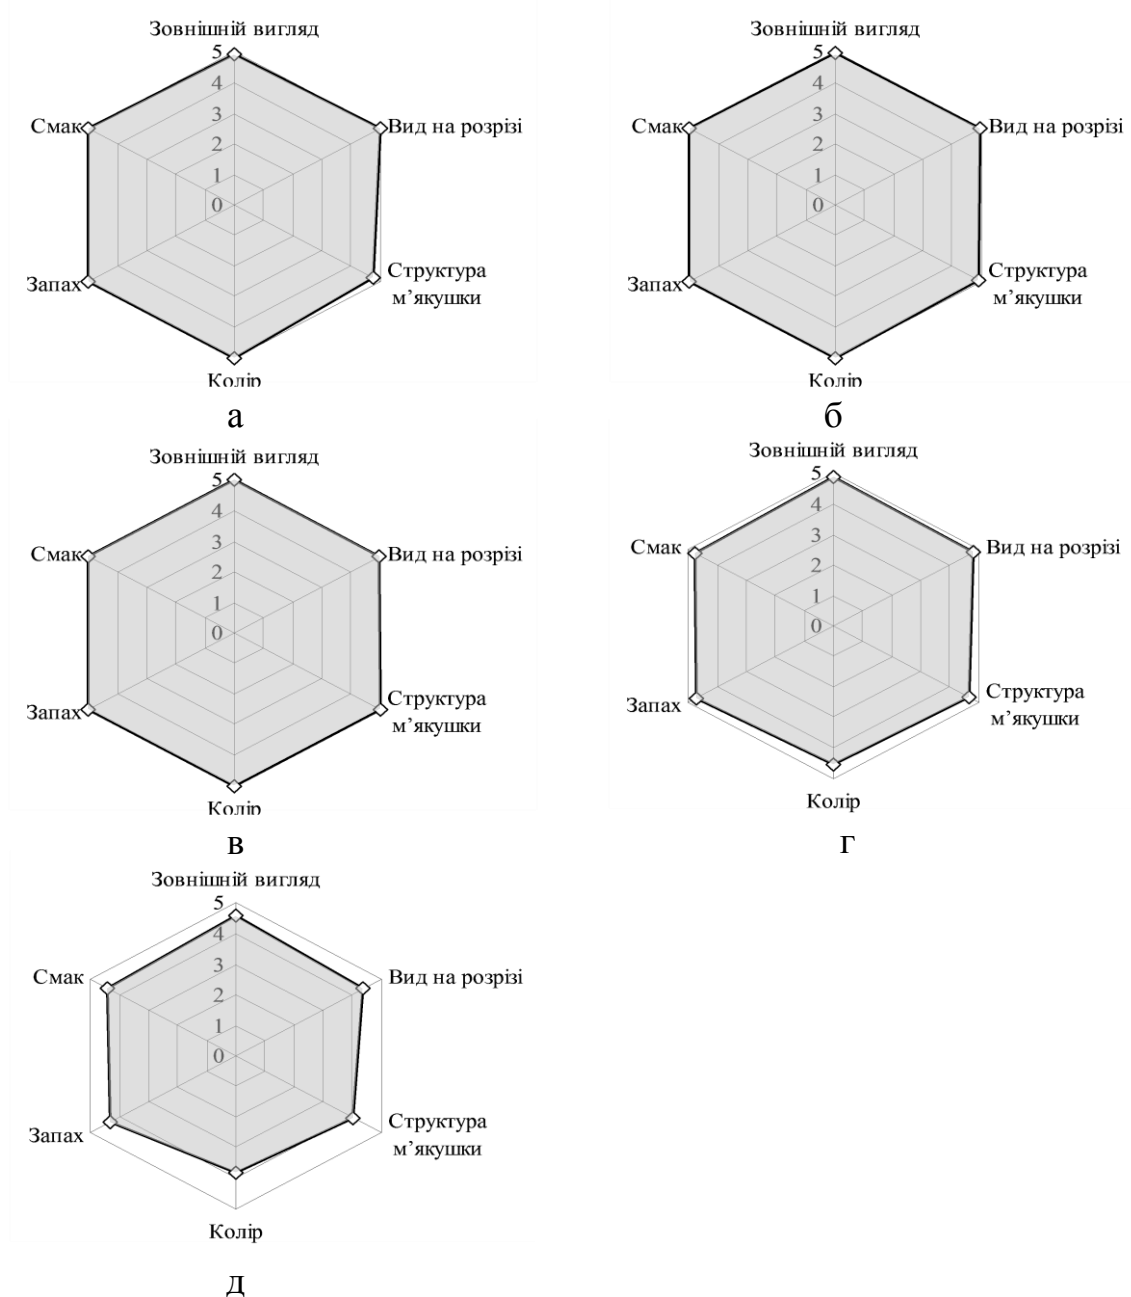 Зовнішній вигляд
5
4
3
2
1
0
Смак
Вид на розрізі
Запах
Структура
м’якушки
Колір
а
Зовнішній вигляд
5
4
3
2
1
0
Смак
Вид на розрізі
Запах
Структура
м’якушки
Колір
б
Зовнішній вигляд
5
4
3
2
1
0
Смак
Вид на розрізі
Запах
Структура
м’якушки
Колір
в
Зовнішній вигляд
5
4
3
2
1
0
Смак
Вид на розрізі
Запах
Структура
м’якушки
Колір
г
Зовнішній вигляд
5
4
3
2
1
0
Смак
Вид на розрізі
Запах
Структура
м’якушки
Колір
д